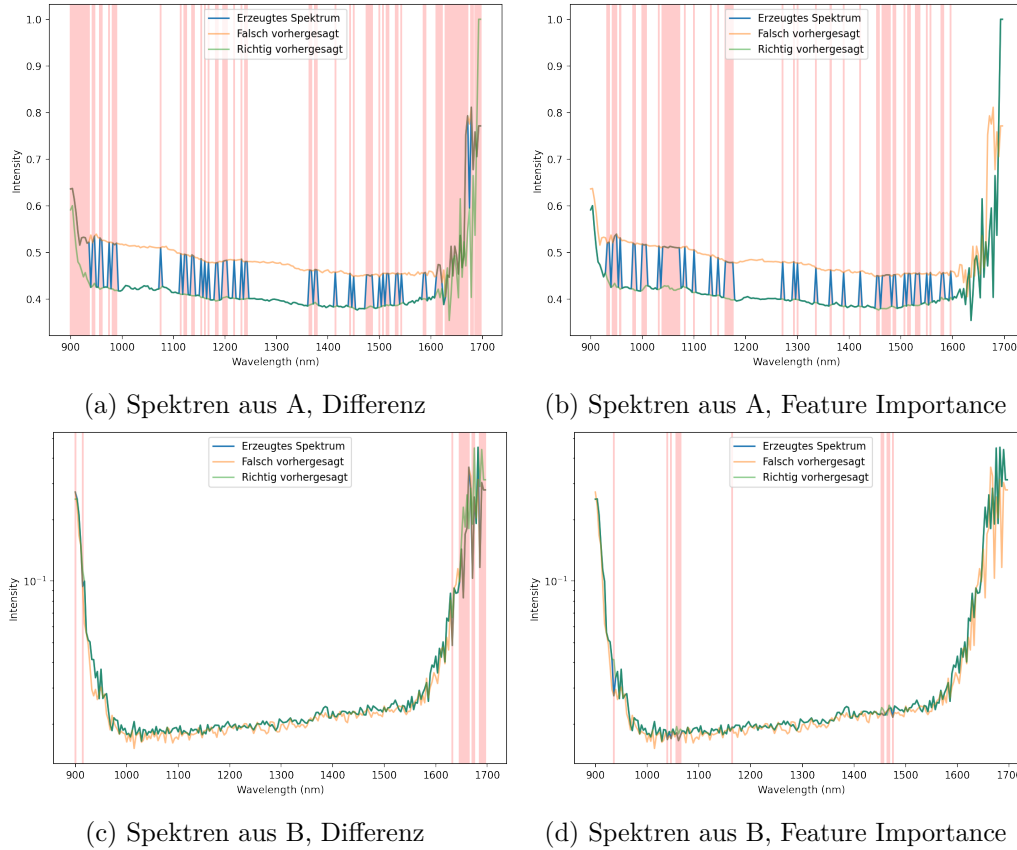 Erzeugtes Spektrum
Falsch vorhergesagt
Richtig vorhergesagt
1.0
0.9
0.8
0.7
0.6
0.5
0.4
Intensity
900 1000 1100 1200 1300 1400 1500 1600 1700
Wavelength (nm)
(a) Spektren aus A, Differenz
Erzeugtes Spektrum
Falsch vorhergesagt
Richtig vorhergesagt
1.0
0.9
0.8
0.7
0.6
0.5
0.4
Intensity
900 1000 1100 1200 1300 1400 1500 1600 1700
Wavelength (nm)
(b) Spektren aus A, Feature Importance
Erzeugtes Spektrum
Falsch vorhergesagt
Richtig vorhergesagt
10⁻¹
Intensity
900 1000 1100 1200 1300 1400 1500 1600 1700
Wavelength (nm)
(c) Spektren aus B, Differenz
Erzeugtes Spektrum
Falsch vorhergesagt
Richtig vorhergesagt
10⁻¹
Intensity
900 1000 1100 1200 1300 1400 1500 1600 1700
Wavelength (nm)
(d) Spektren aus B, Feature Importance